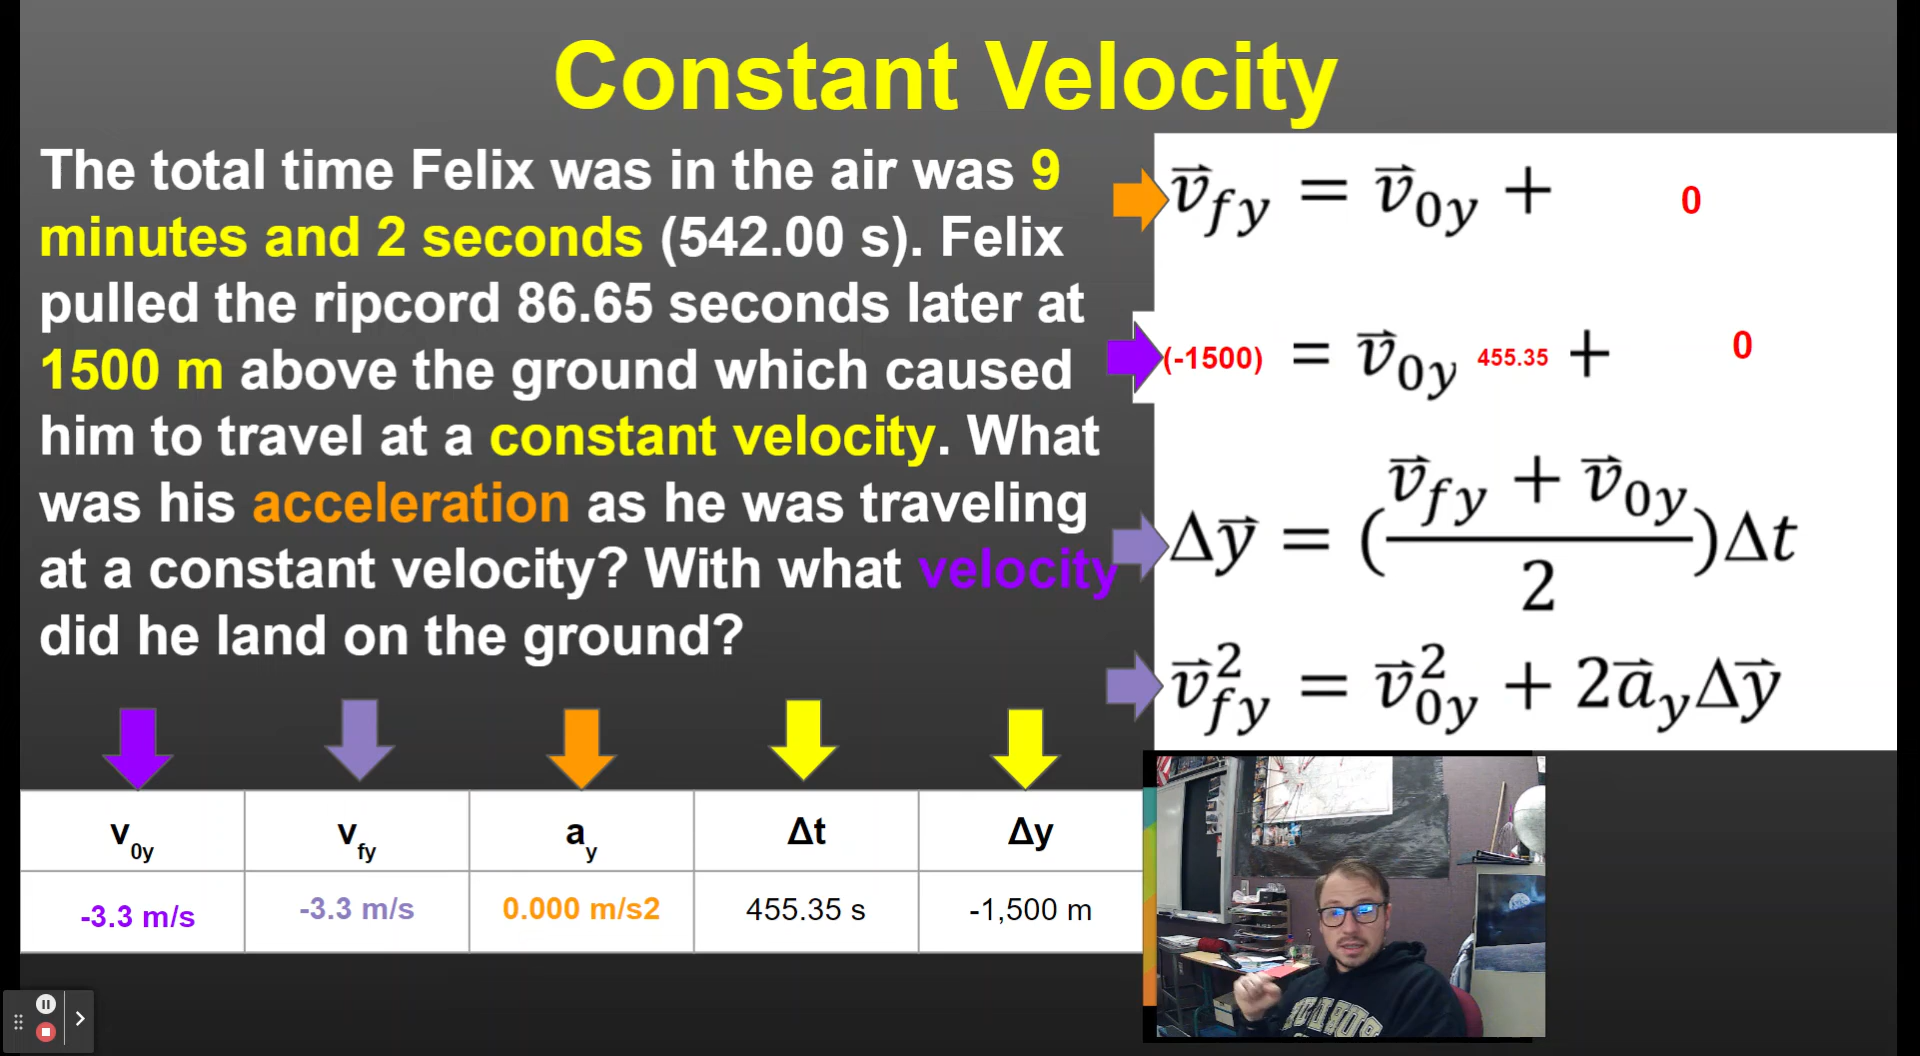 Constant Velocity
The total time Felix was in the air was 9
minutes and 2 seconds (542.00 s). Felix
pulled the ripcord 86.65 seconds later at
1500 m above the ground which caused
him to travel at a constant velocity. What
was his acceleration as he was traveling
at a constant velocity? With what velocity
did he land on the ground?
v⃗fy = v⃗0y + 0
(-1500) = v⃗0y 455.35 + 0
Δy⃗ = (v⃗fy + v⃗0y / 2)Δt
v⃗²fy = v⃗²0y + 2a⃗yΔy⃗
v0y vfy ay Δt Δy
-3.3 m/s -3.3 m/s 0.000 m/s2 455.35 s -1,500 m